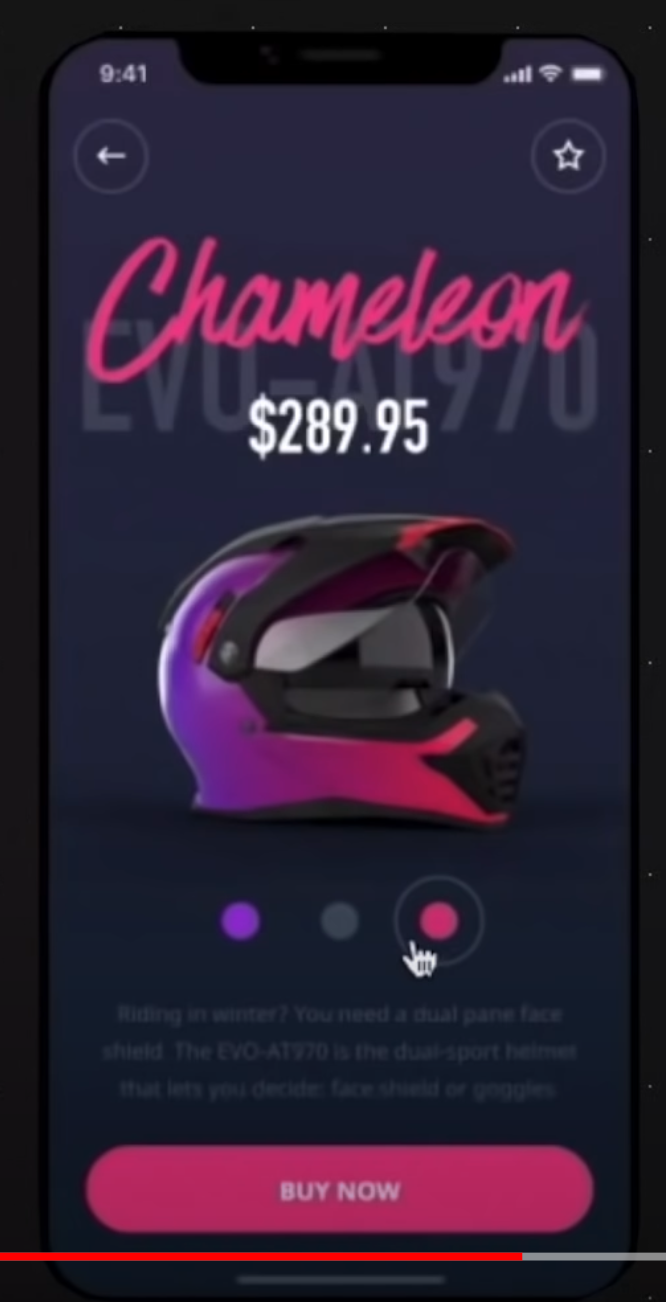 9:41
Chameleon
EVO-AT970
$289.95
Riding in winter? You need a dual pane face
shield. The EVO-AT970 is the dual-sport helmet
that lets you decide: face shield or goggles.
BUY NOW